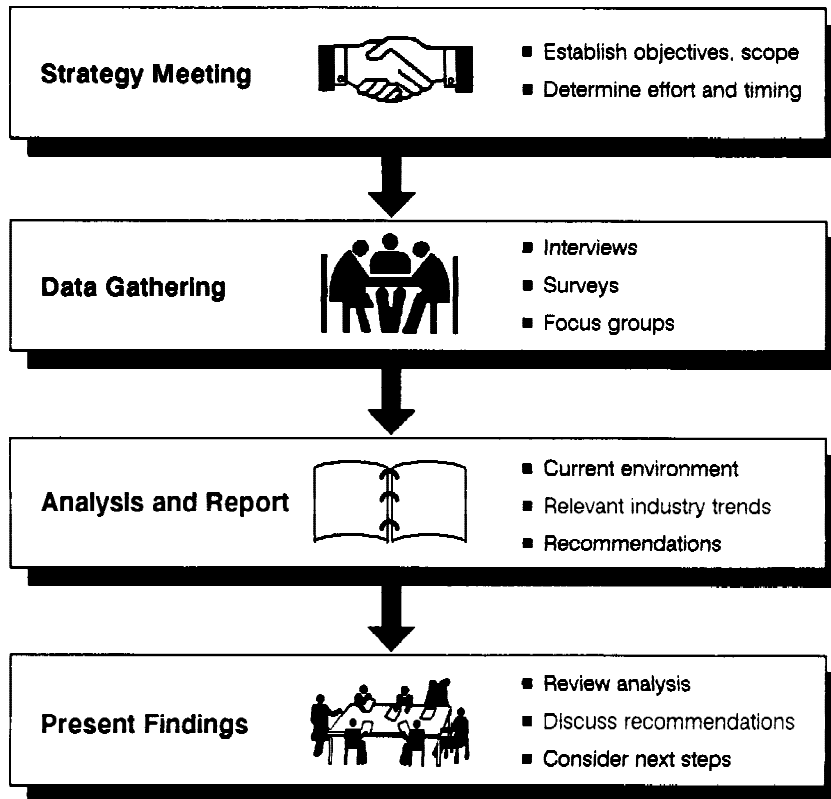 Strategy Meeting
■ Establish objectives, scope
■ Determine effort and timing
Data Gathering
■ Interviews
■ Surveys
■ Focus groups
Analysis and Report
■ Current environment
■ Relevant industry trends
■ Recommendations
Present Findings
■ Review analysis
■ Discuss recommendations
■ Consider next steps